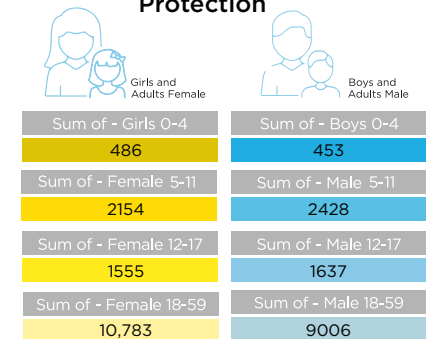 Protection
Girls and
Adults Female
Boys and
Adults Male
Sum of - Girls 0-4
Sum of - Boys 0-4
486
453
Sum of - Female 5-11
Sum of - Male 5-11
2154
2428
Sum of - Female 12-17
Sum of - Male 12-17
1555
1637
Sum of - Female 18-59
Sum of - Male 18-59
10,783
9006